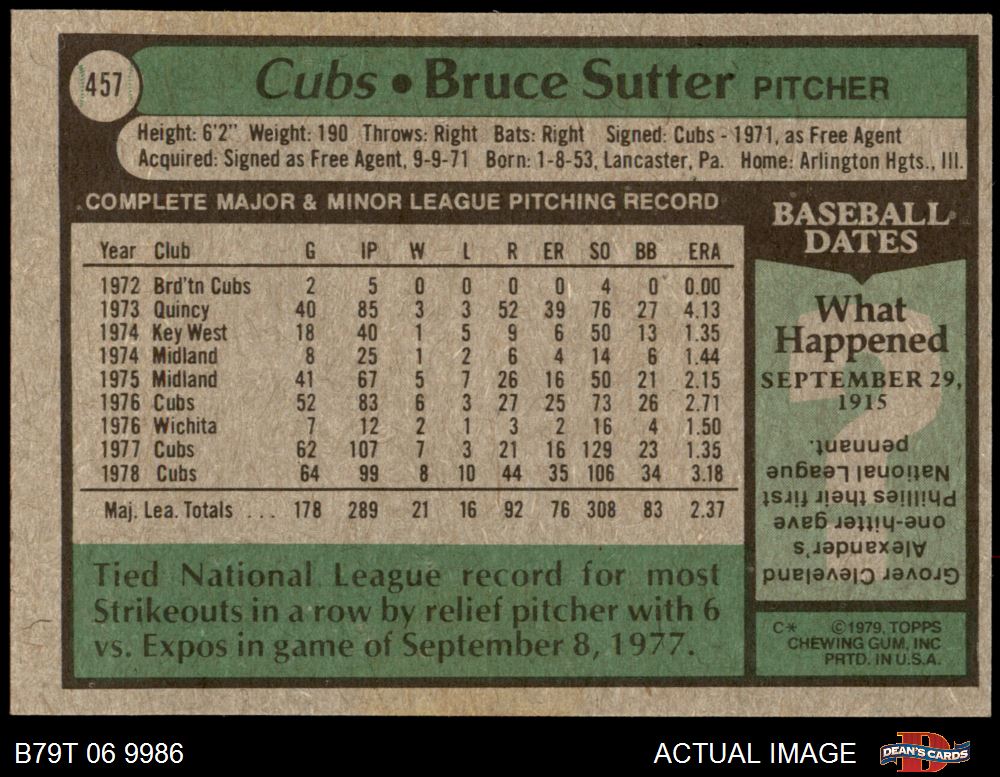 457
Cubs • Bruce Sutter PITCHER
Height: 6'2" Weight: 190 Throws: Right Bats: Right Signed: Cubs - 1971, as Free Agent
Acquired: Signed as Free Agent, 9-9-71 Born: 1-8-53, Lancaster, Pa. Home: Arlington Hgts., Ill.
COMPLETE MAJOR & MINOR LEAGUE PITCHING RECORD
Year Club G IP W L R ER SO BB ERA
1972 Brd'tn Cubs 2 5 0 0 0 0 4 0 0.00
1973 Quincy 40 85 3 3 52 39 76 27 4.13
1974 Key West 18 40 1 5 9 6 50 13 1.35
1974 Midland 8 25 1 2 6 4 14 6 1.44
1975 Midland 41 67 5 7 26 16 50 21 2.15
1976 Cubs 52 83 6 3 27 25 73 26 2.71
1976 Wichita 7 12 2 1 3 2 16 4 1.50
1977 Cubs 62 107 7 3 21 16 129 23 1.35
1978 Cubs 64 99 8 10 44 35 106 34 3.18
Maj. Lea. Totals ... 178 289 21 16 92 76 308 83 2.37
Tied National League record for most
Strikeouts in a row by relief pitcher with 6
vs. Expos in game of September 8, 1977.
BASEBALL
DATES
What
Happened
SEPTEMBER 29,
1915
Grover Cleveland
Alexander's
one-hitter gave
Phillies their first
National League
pennant.
C* ©1979, TOPPS
CHEWING GUM, INC
PRTD. IN U.S.A.
B79T 06 9986
ACTUAL IMAGE
DEAN'S CARDS